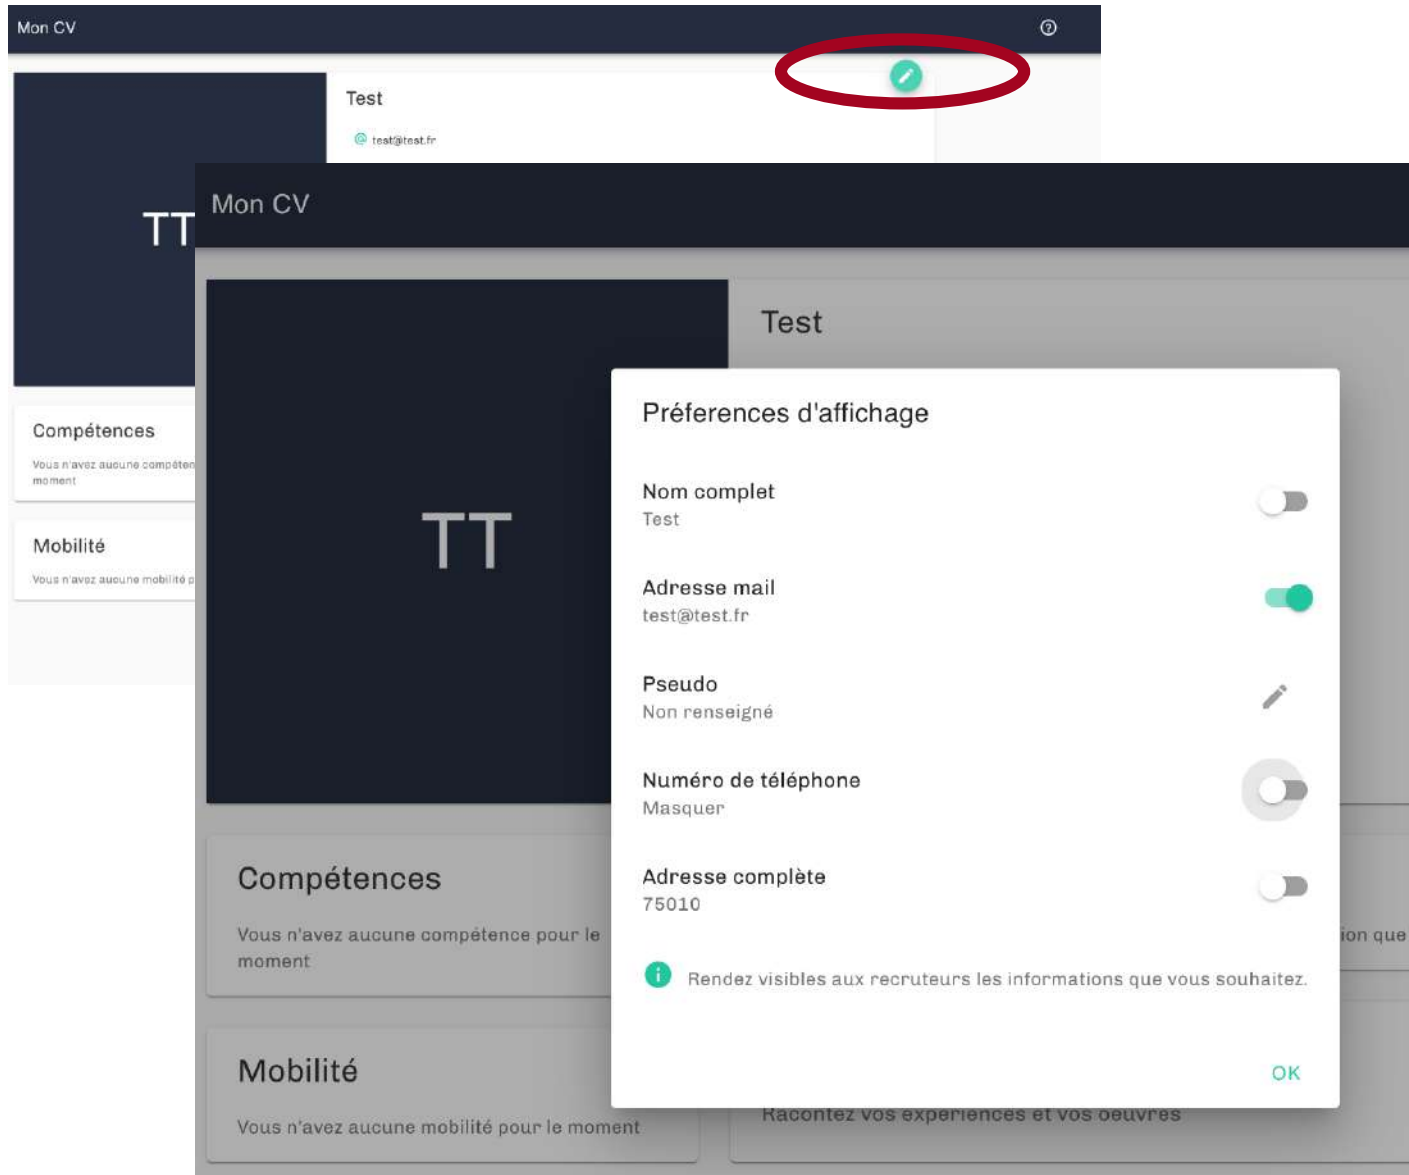 Mon CV
Test
@ test@test.fr
TT
Compétences
Vous n'avez aucune compéten
moment
Mobilité
Vous n'avez aucune mobilité p
Mon CV
Test
TT
Préferences d'affichage
Nom complet
Test
Adresse mail
test@test.fr
Pseudo
Non renseigné
Numéro de téléphone
Masquer
Adresse complète
75010
Rendez visibles aux recruteurs les informations que vous souhaitez.
OK
Compétences
Vous n'avez aucune compétence pour le
moment
ion que
Mobilité
Vous n'avez aucune mobilité pour le moment
Racontez vos expériences et vos oeuvres